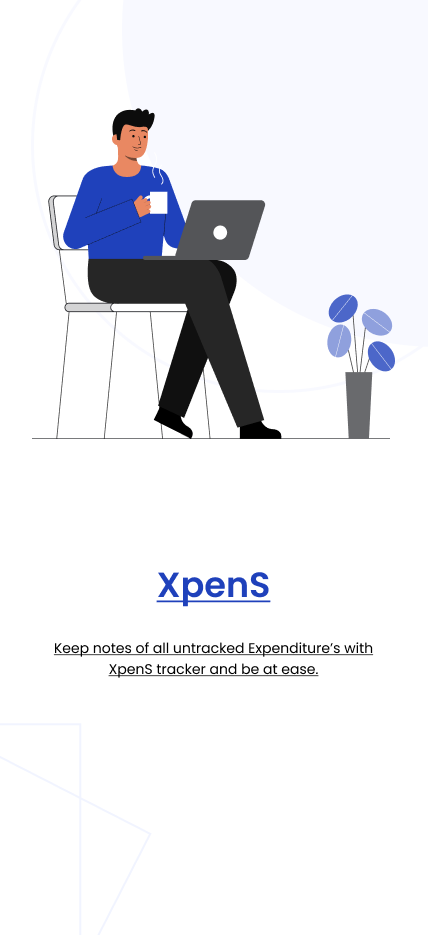 XpenS
Keep notes of all untracked Expenditure’s with
XpenS tracker and be at ease.